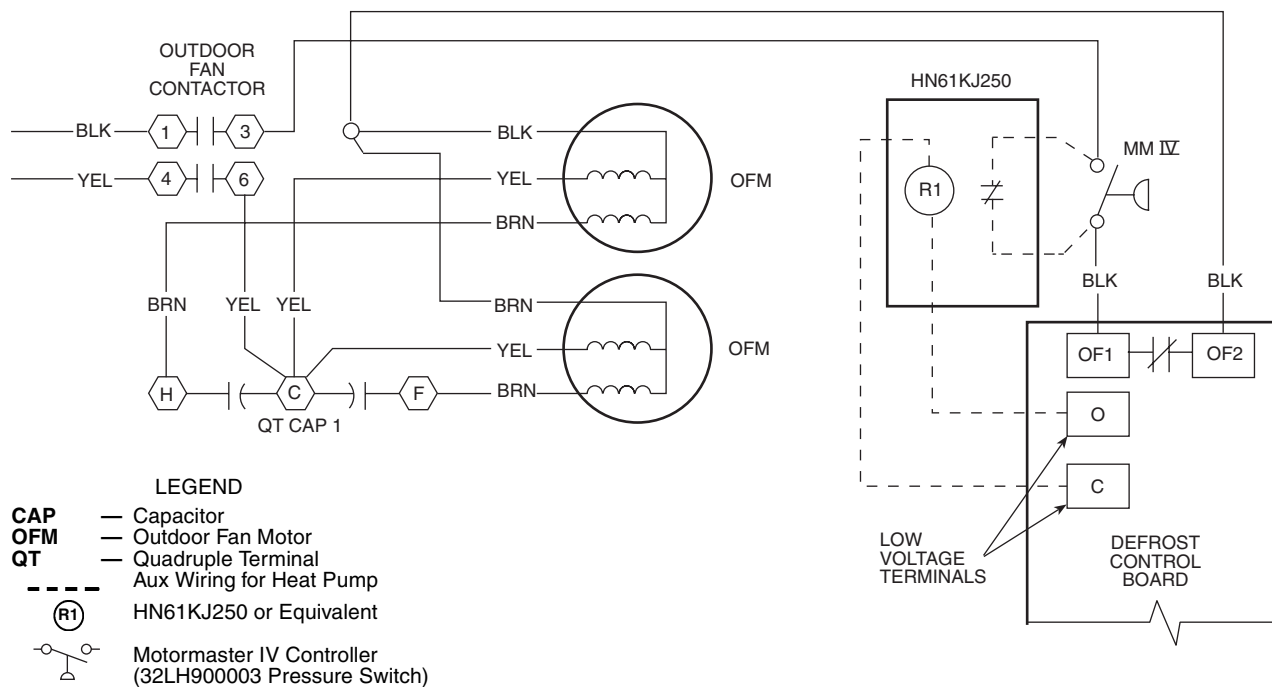 OUTDOOR
FAN
CONTACTOR
HN61KJ250
BLK
1
3
BLK
MM IV
YEL
4
6
YEL
OFM
R1
BRN
BLK
BLK
BRN
YEL
YEL
BRN
YEL
OFM
OF1
OF2
H
C
F
BRN
O
QT CAP 1
C
LEGEND
CAP — Capacitor
OFM — Outdoor Fan Motor
QT — Quadruple Terminal
Aux Wiring for Heat Pump
R1 HN61KJ250 or Equivalent
Motormaster IV Controller
(32LH900003 Pressure Switch)
LOW
VOLTAGE
TERMINALS
DEFROST
CONTROL
BOARD